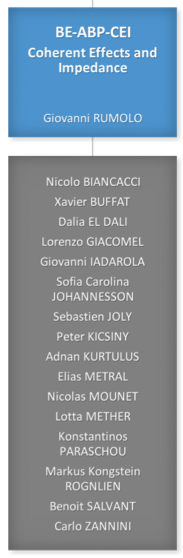 BE-ABP-CEI
Coherent Effects and
Impedance
Giovanni RUMOLO
Nicolo BIANCACCI
Xavier BUFFAT
Dalia EL DALI
Lorenzo GIACOMEL
Giovanni IADAROLA
Sofia Carolina
JOHANNESSON
Sebastien JOLY
Peter KICSINY
Adnan KURTULUS
Elias METRAL
Nicolas MOUNET
Lotta METHER
Konstantinos
PARASCHOU
Markus Kongstein
ROGNLIEN
Benoit SALVANT
Carlo ZANNINI